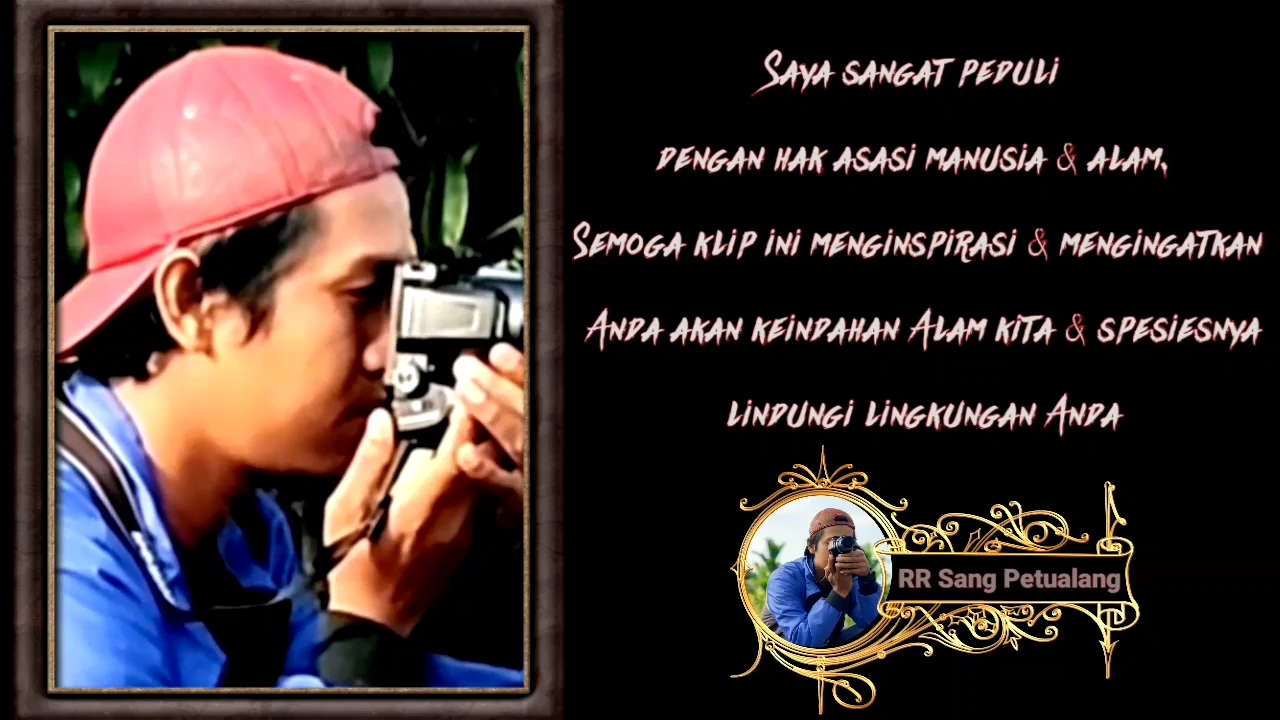 Saya sangat peduli
dengan hak asasi manusia & alam,
Semoga klip ini menginspirasi & mengingatkan
Anda akan keindahan Alam kita & spesiesnya
lindungi lingkungan Anda
RR Sang Petualang